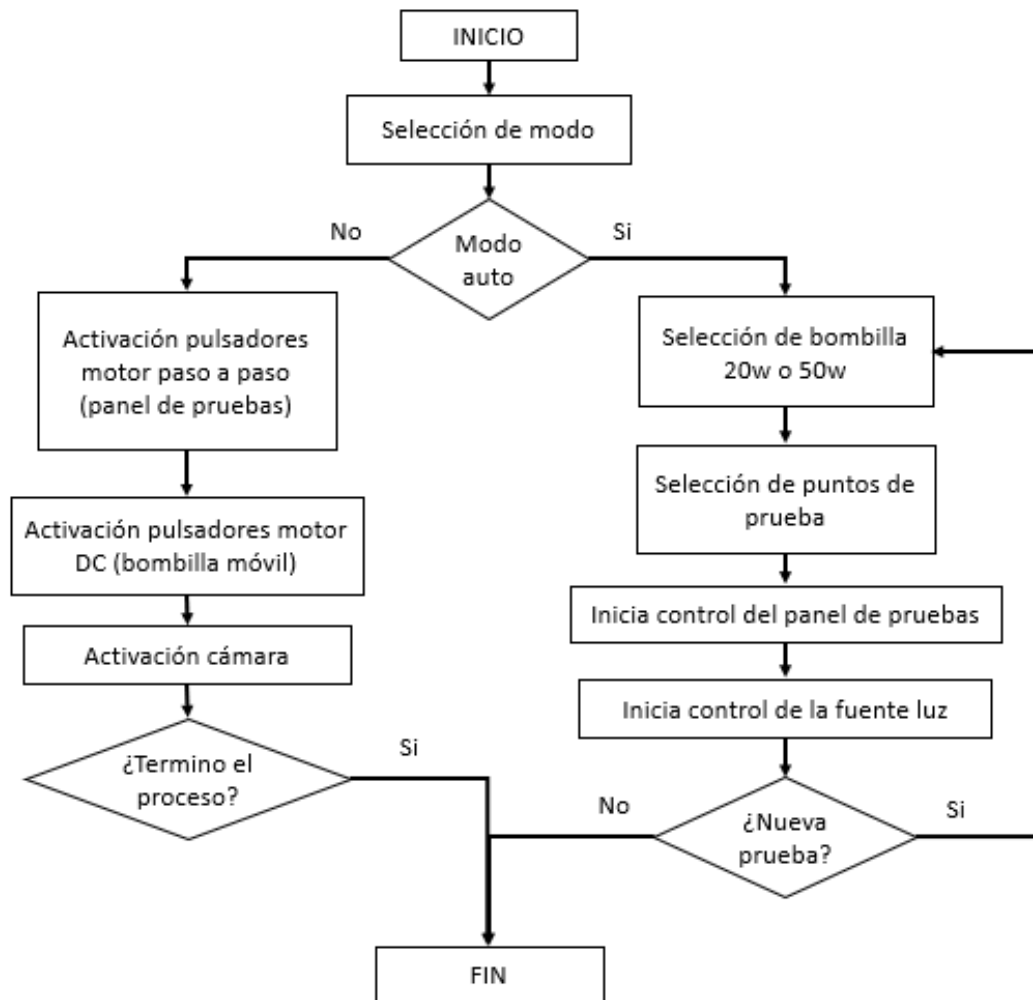 INICIO
Selección de modo
No
Modo
auto
Si
Activación pulsadores
motor paso a paso
(panel de pruebas)
Activación pulsadores motor
DC (bombilla móvil)
Activación cámara
¿Termino el
proceso?
Si
Selección de bombilla
20w o 50w
Selección de puntos de
prueba
Inicia control del panel de pruebas
Inicia control de la fuente luz
No
¿Nueva
prueba?
Si
FIN